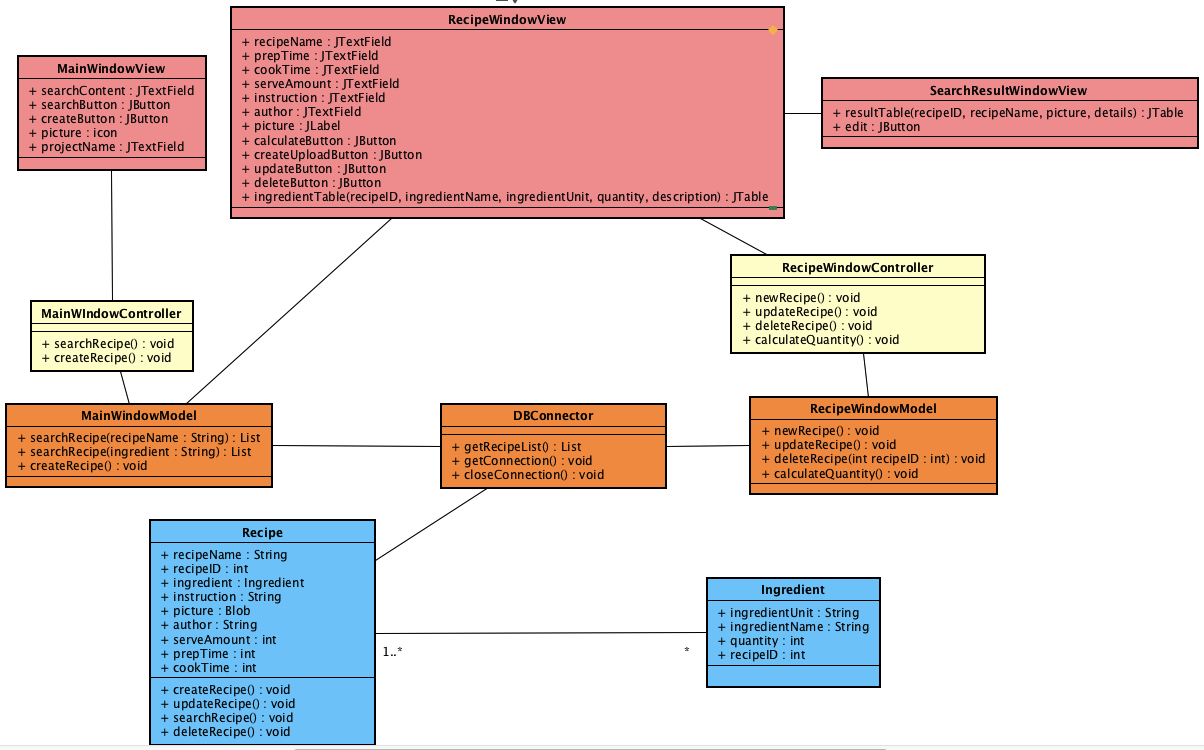 RecipeWindowView
+ recipeName : JTextField
+ prepTime : JTextField
+ cookTime : JTextField
+ serveAmount : JTextField
+ instruction : JTextField
+ author : JTextField
+ picture : JLabel
+ calculateButton : JButton
+ createUploadButton : JButton
+ updateButton : JButton
+ deleteButton : JButton
+ ingredientTable(recipeID, ingredientName, ingredientUnit, quantity, description) : JTable
MainWindowView
+ searchContent : JTextField
+ searchButton : JButton
+ createButton : JButton
+ picture : icon
+ projectName : JTextField
SearchResultWindowView
+ resultTable(recipeID, recipeName, picture, details) : JTable
+ edit : JButton
RecipeWindowController
+ newRecipe() : void
+ updateRecipe() : void
+ deleteRecipe() : void
+ calculateQuantity() : void
MainWIndowController
+ searchRecipe() : void
+ createRecipe() : void
MainWindowModel
+ searchRecipe(recipeName : String) : List
+ searchRecipe(ingredient : String) : List
+ createRecipe() : void
DBConnector
+ getRecipeList() : List
+ getConnection() : void
+ closeConnection() : void
RecipeWindowModel
+ newRecipe() : void
+ updateRecipe() : void
+ deleteRecipe(int recipeID : int) : void
+ calculateQuantity() : void
Recipe
+ recipeName : String
+ recipeID : int
+ ingredient : Ingredient
+ instruction : String
+ picture : Blob
+ author : String
+ serveAmount : int
+ prepTime : int
+ cookTime : int
+ createRecipe() : void
+ updateRecipe() : void
+ searchRecipe() : void
+ deleteRecipe() : void
1..*
*
Ingredient
+ ingredientUnit : String
+ ingredientName : String
+ quantity : int
+ recipeID : int